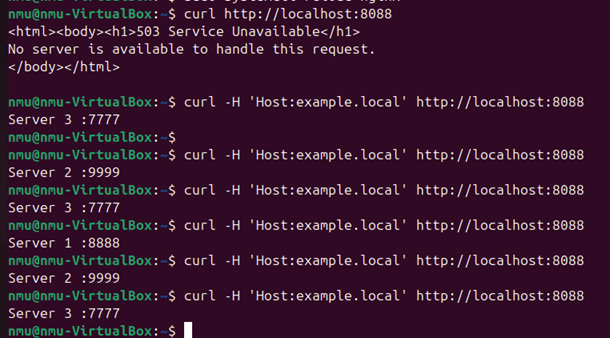 nmu@nmu-VirtualBox:~$ curl http://localhost:8088
<html><body><h1>503 Service Unavailable</h1>
No server is available to handle this request.
</body></html>
nmu@nmu-VirtualBox:~$ curl -H 'Host:example.local' http://localhost:8088
Server 3 :7777
nmu@nmu-VirtualBox:~$
nmu@nmu-VirtualBox:~$ curl -H 'Host:example.local' http://localhost:8088
Server 2 :9999
nmu@nmu-VirtualBox:~$ curl -H 'Host:example.local' http://localhost:8088
Server 3 :7777
nmu@nmu-VirtualBox:~$ curl -H 'Host:example.local' http://localhost:8088
Server 1 :8888
nmu@nmu-VirtualBox:~$ curl -H 'Host:example.local' http://localhost:8088
Server 2 :9999
nmu@nmu-VirtualBox:~$ curl -H 'Host:example.local' http://localhost:8088
Server 3 :7777
nmu@nmu-VirtualBox:~$